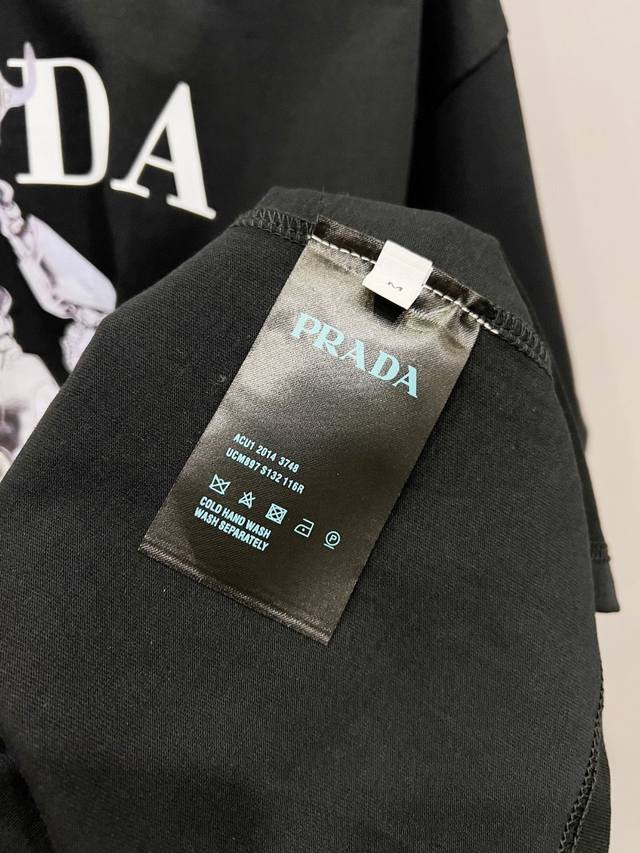 DA
M
PRADA
ACU1 2014 3748
UCM897 S132 116R
P
COLD HAND WASH
WASH SEPARATELY